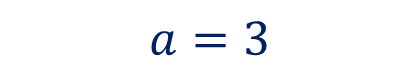 a = 3